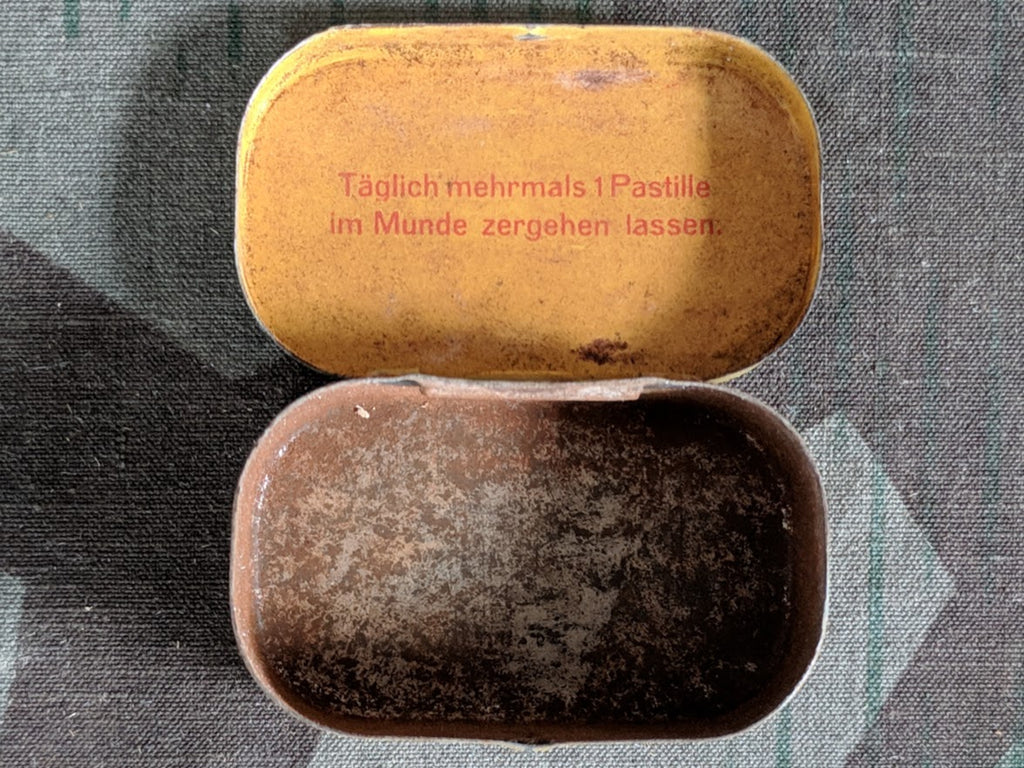 Täglich mehrmals 1 Pastille
im Munde zergehen lassen.